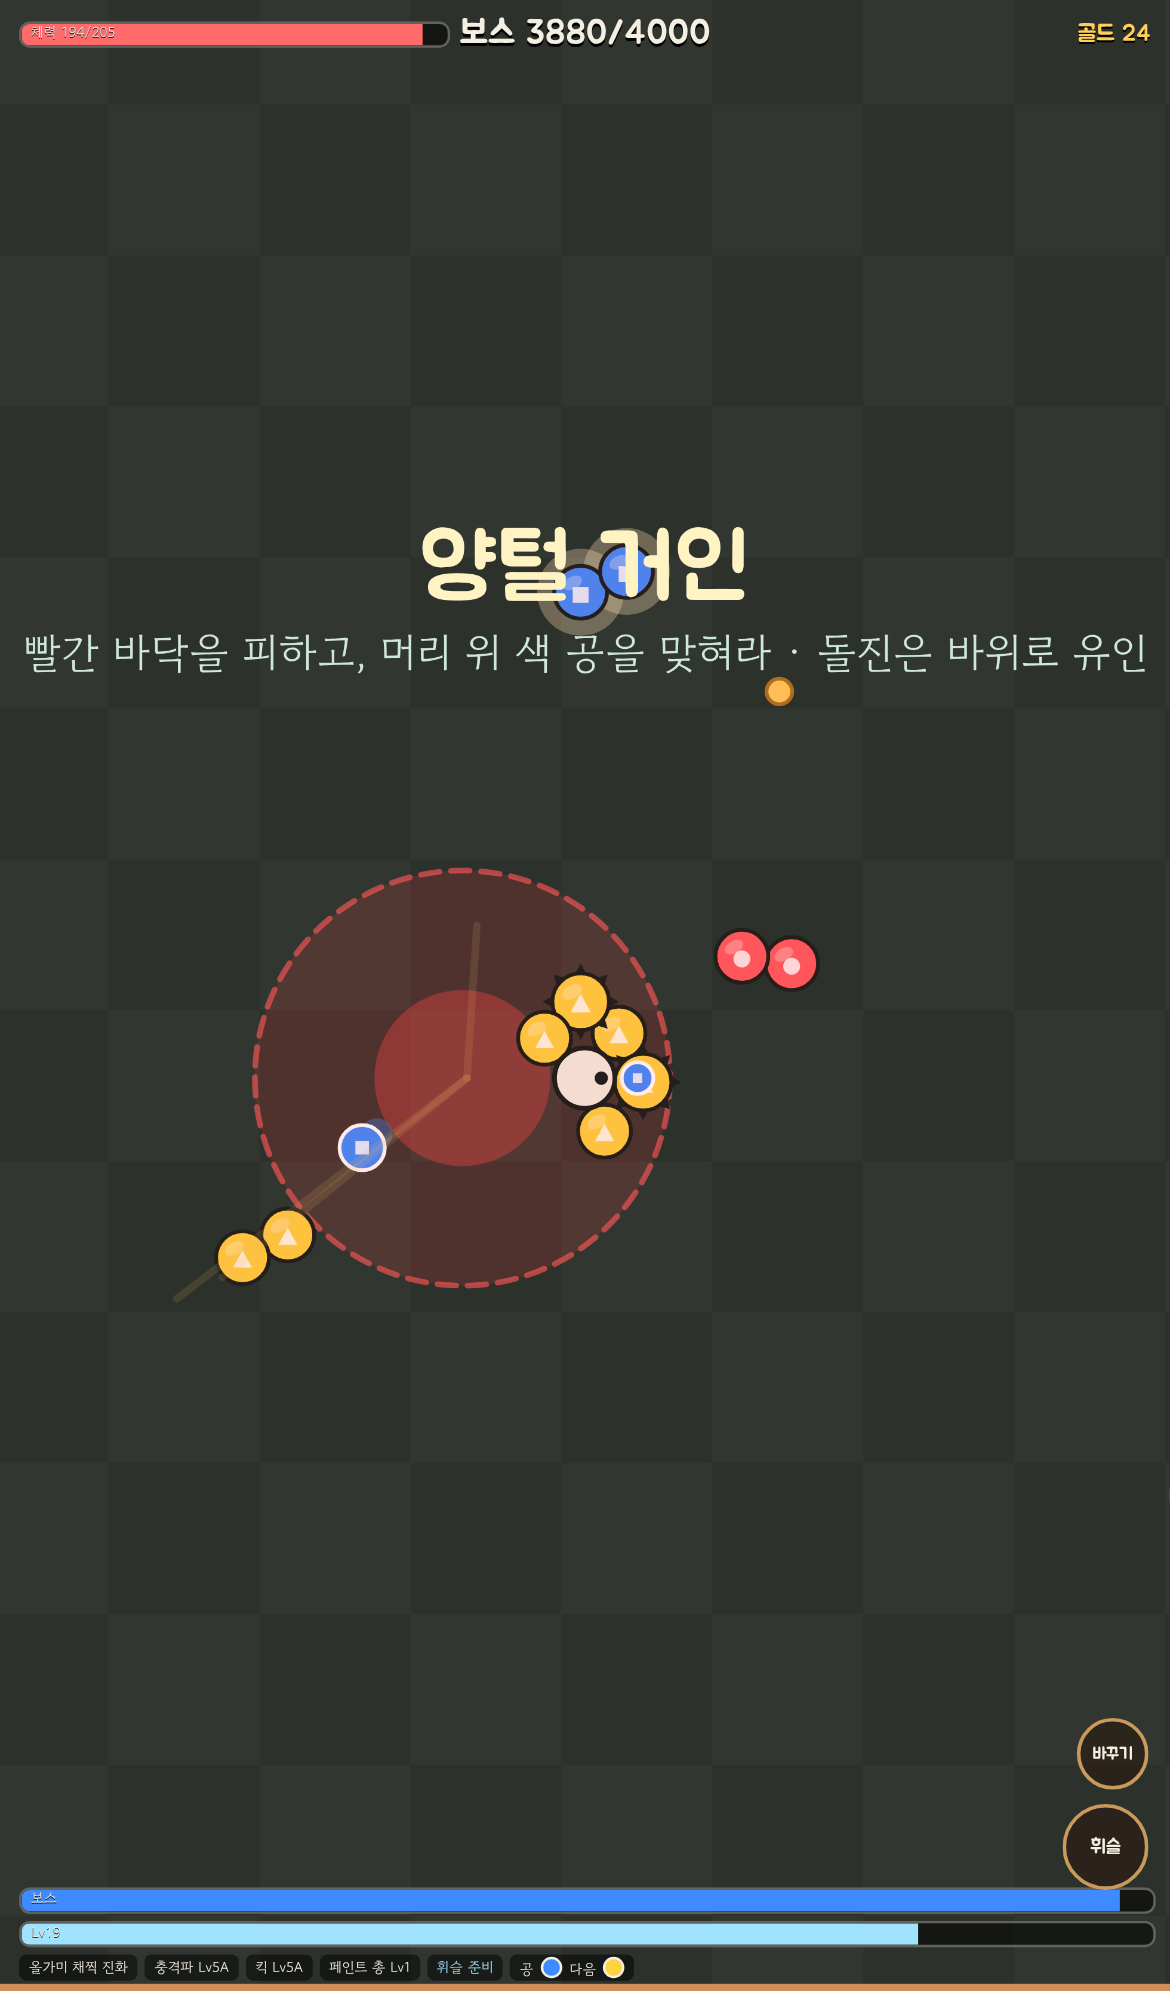 체력 194/205
보스 3880/4000
골드 24
양털 거인
빨간 바닥을 피하고, 머리 위 색 공을 맞혀라 · 돌진은 바위로 유인
바꾸기
휘슬
보스
Lv19
올가미 채찍 진화
충격파 Lv5A
킥 Lv5A
페인트 총 Lv1
휘슬 준비
공 다음